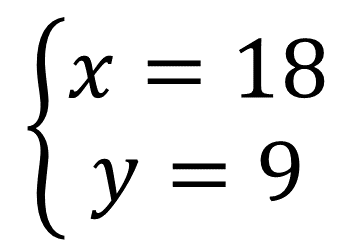 x = 18
y = 9